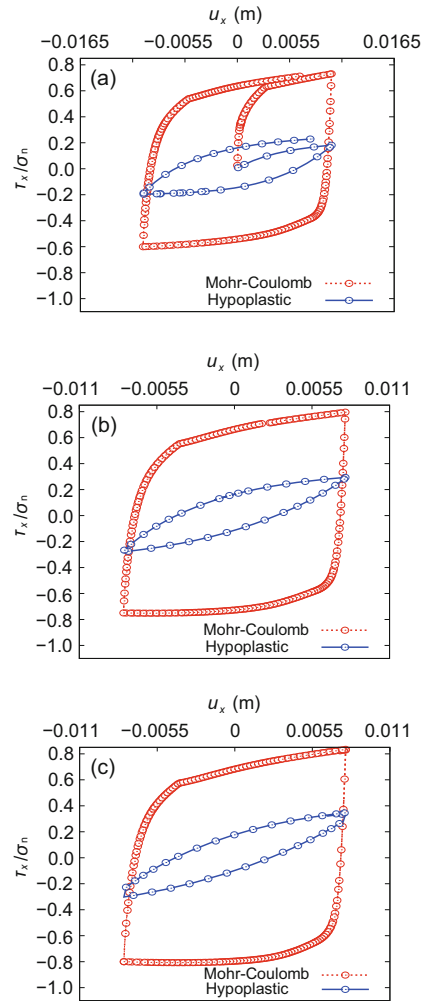 u_x (m)
−0.0165 −0.0055 0 0.0055 0.0165
0.8
(a)
0.6
0.4
0.2
τ_x/σ_n
0.0
−0.2
−0.4
−0.6
−0.8
Mohr-Coulomb
Hypoplastic
−1.0
u_x (m)
−0.011 −0.0055 0 0.0055 0.011
0.8
(b)
0.6
0.4
0.2
τ_x/σ_n
0.0
−0.2
−0.4
−0.6
−0.8
Mohr-Coulomb
Hypoplastic
−1.0
u_x (m)
−0.011 −0.0055 0 0.0055 0.011
0.8
(c)
0.6
0.4
0.2
τ_x/σ_n
0.0
−0.2
−0.4
−0.6
−0.8
Mohr-Coulomb
Hypoplastic
−1.0